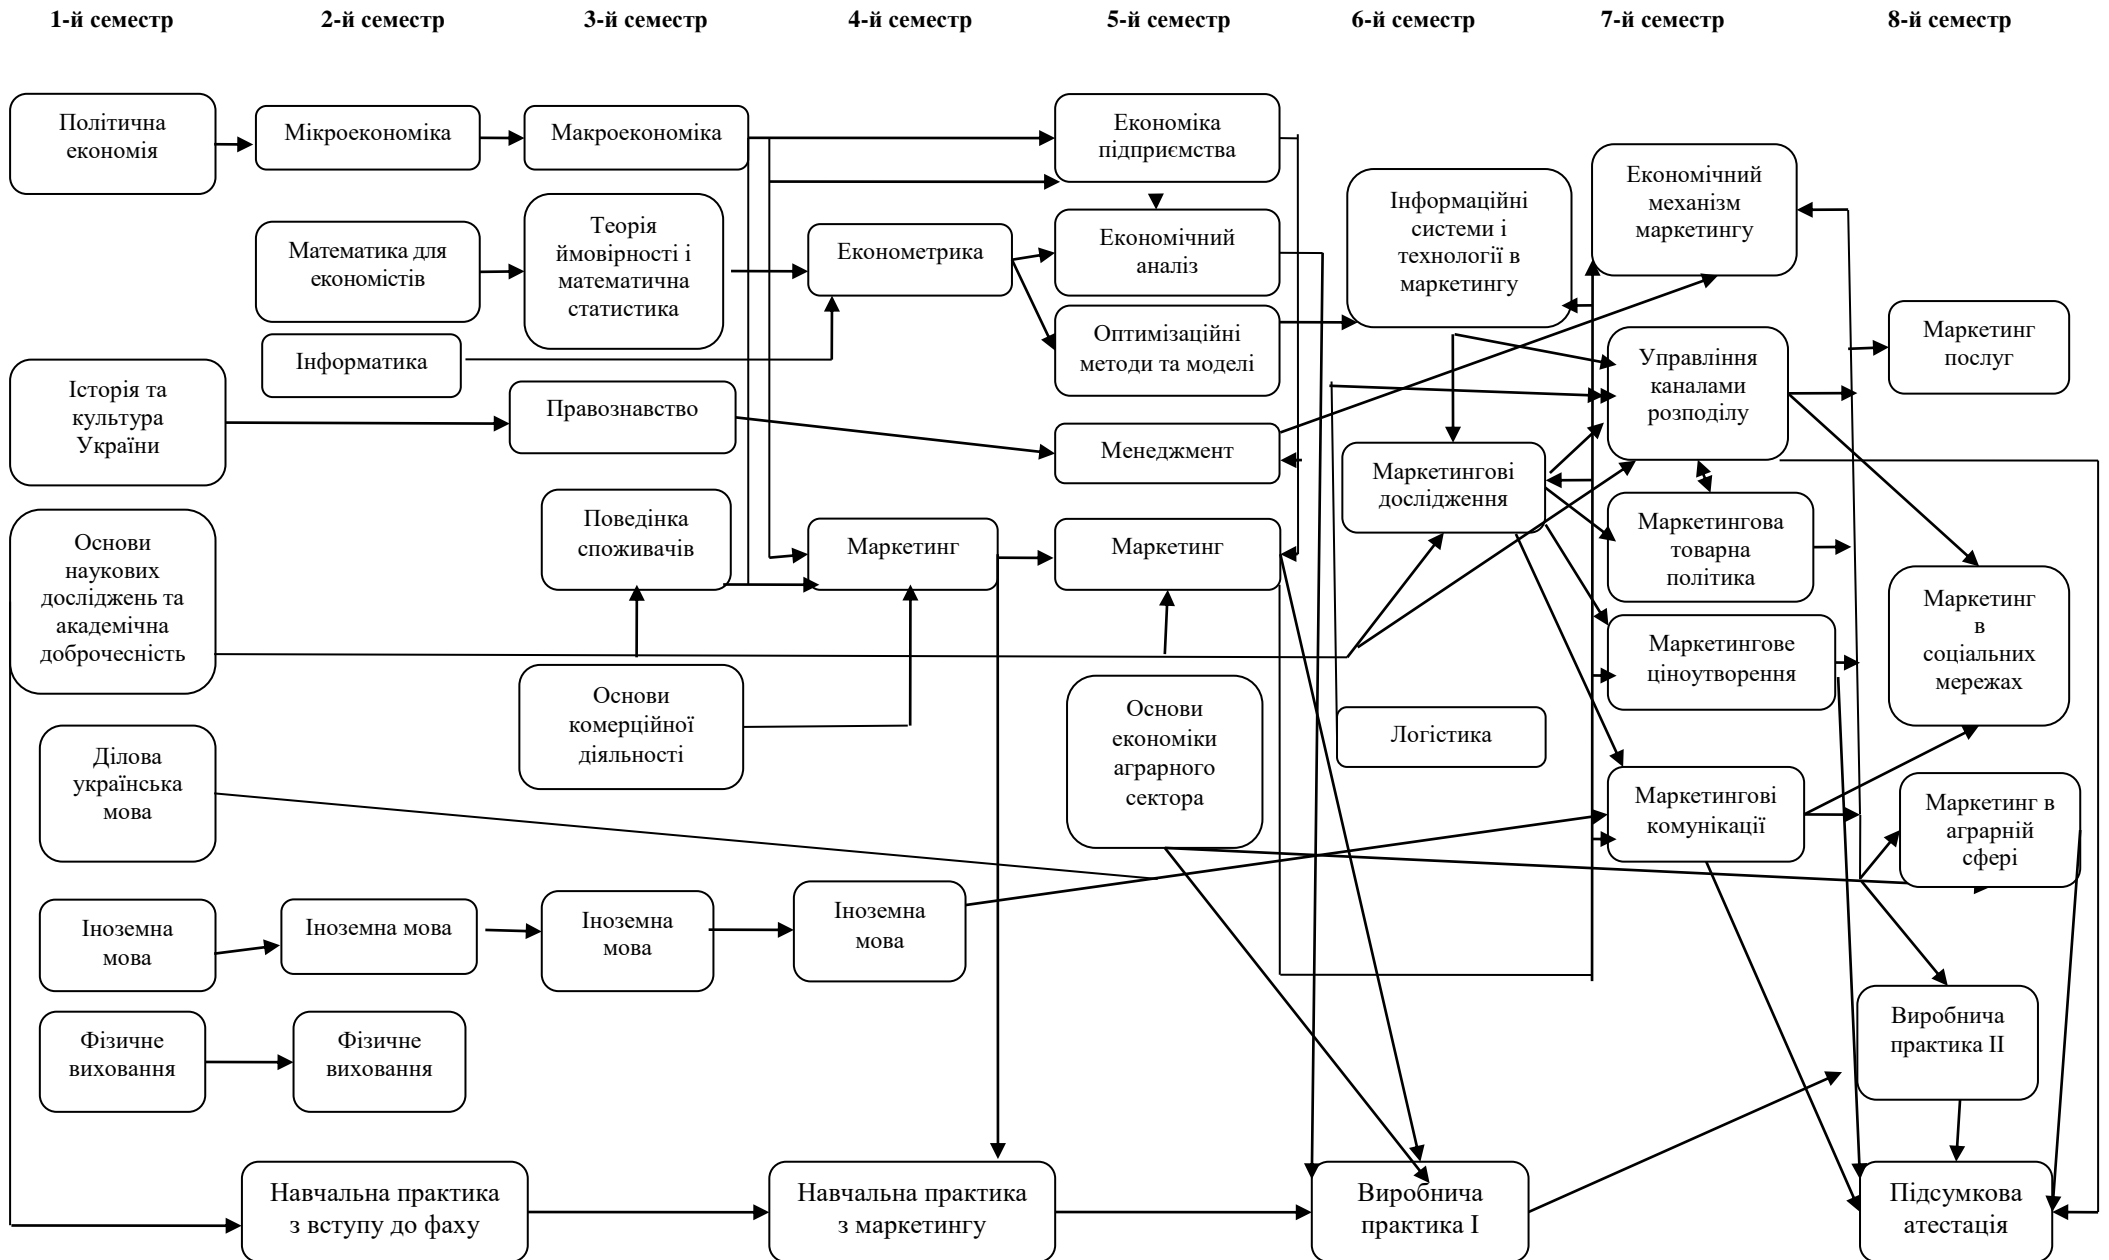 1-й семестр
2-й семестр
3-й семестр
4-й семестр
5-й семестр
6-й семестр
7-й семестр
8-й семестр
Політична
економія
Історія та
культура
України
Основи
наукових
досліджень та
академічна
доброчесність
Ділова
українська
мова
Іноземна
мова
Фізичне
виховання
Мікроекономіка
Математика для
економістів
Інформатика
Іноземна мова
Фізичне
виховання
Навчальна практика
з вступу до фаху
Макроекономіка
Теорія
ймовірності і
математична
статистика
Правознавство
Поведінка
споживачів
Основи
комерційної
діяльності
Іноземна
мова
Економетрика
Маркетинг
Іноземна
мова
Навчальна практика
з маркетингу
Економіка
підприємства
Економічний
аналіз
Оптимізаційні
методи та моделі
Менеджмент
Маркетинг
Основи
економіки
аграрного
сектора
Інформаційні
системи і
технології в
маркетингу
Маркетингові
дослідження
Логістика
Виробнича
практика I
Економічний
механізм
маркетингу
Управління
каналами
розподілу
Маркетингова
товарна
політика
Маркетингове
ціноутворення
Маркетингові
комунікації
Маркетинг
послуг
Маркетинг
в
соціальних
мережах
Маркетинг в
аграрній
сфері
Виробнича
практика II
Підсумкова
атестація